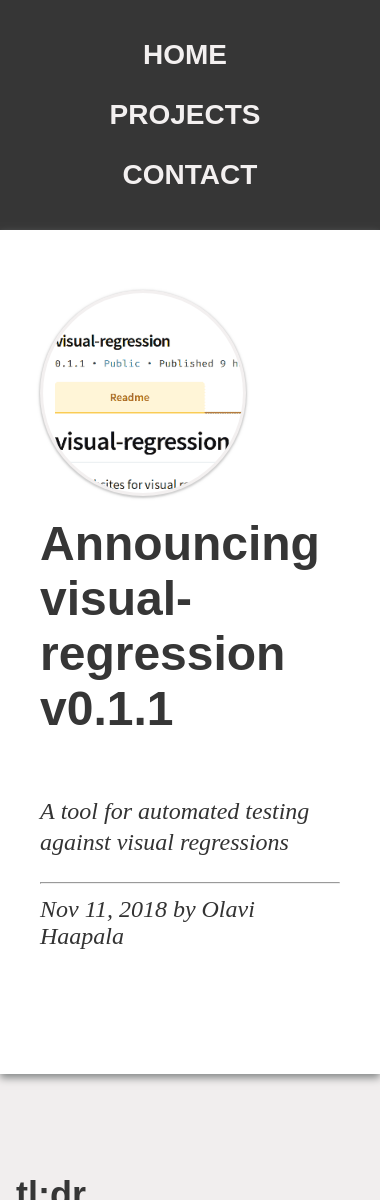 HOME
PROJECTS
CONTACT
visual-regression
0.1.1 • Public • Published 9 h
Readme
visual-regression
sites for visual
Announcing
visual-
regression
v0.1.1
A tool for automated testing
against visual regressions
Nov 11, 2018 by Olavi
Haapala
tl;dr